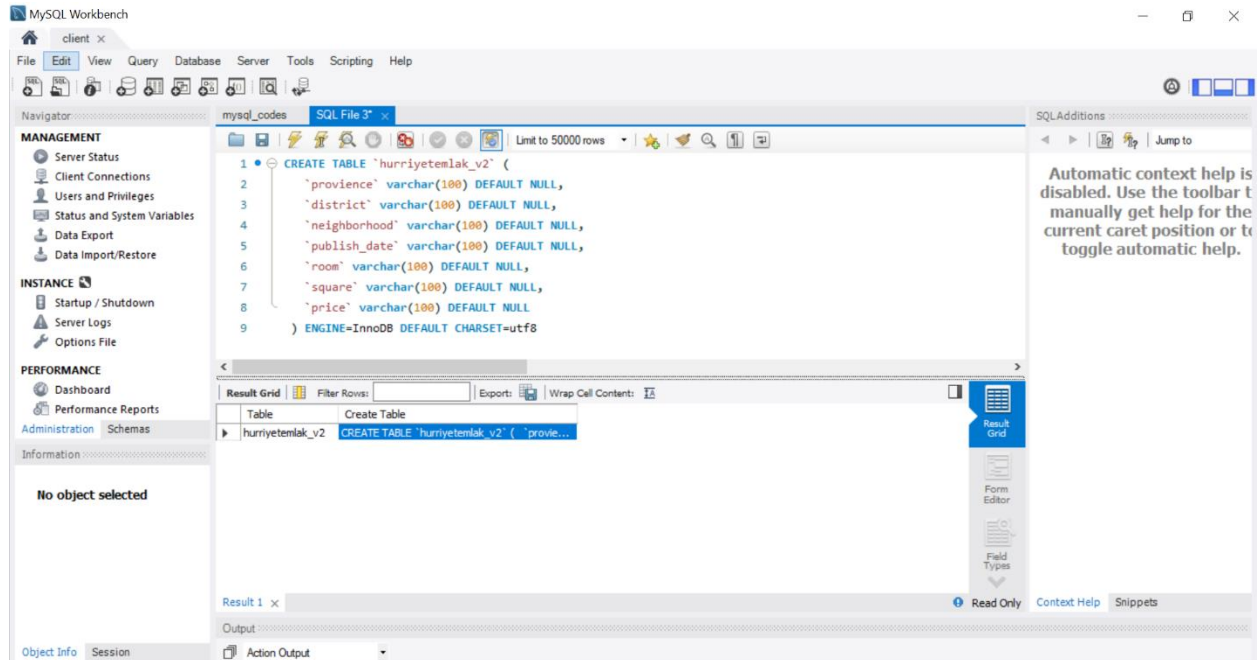 MySQL Workbench
client ×
File Edit View Query Database Server Tools Scripting Help
Navigator
MANAGEMENT
Server Status
Client Connections
Users and Privileges
Status and System Variables
Data Export
Data Import/Restore
INSTANCE
Startup / Shutdown
Server Logs
Options File
PERFORMANCE
Dashboard
Performance Reports
Administration Schemas
Information
No object selected
Object Info Session
mysql_codes SQL File 3* ×
Limit to 50000 rows
1 CREATE TABLE `hurriyetemlak_v2` (
2 `provience` varchar(100) DEFAULT NULL,
3 `district` varchar(100) DEFAULT NULL,
4 `neighborhood` varchar(100) DEFAULT NULL,
5 `publish_date` varchar(100) DEFAULT NULL,
6 `room` varchar(100) DEFAULT NULL,
7 `square` varchar(100) DEFAULT NULL,
8 `price` varchar(100) DEFAULT NULL
9 ) ENGINE=InnoDB DEFAULT CHARSET=utf8
Result Grid Filter Rows: Export: Wrap Cell Content:
Table Create Table
hurriyetemlak_v2 CREATE TABLE `hurriyetemlak_v2` ( `provie...
Result
Grid
Form
Editor
Field
Types
Result 1 × Read Only
Output
Action Output
SQLAdditions
Jump to
Automatic context help is
disabled. Use the toolbar t
manually get help for the
current caret position or to
toggle automatic help.
Context Help Snippets